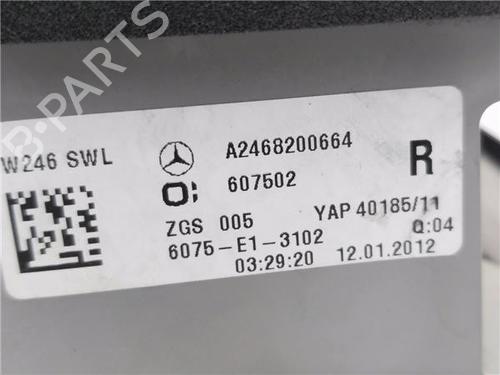 W246 SWL
A2468200664
R
607502
ZGS 005
YAP 40185/11
6075-E1-3102
Q:04
03:29:20 12.01.2012
B-PARTS